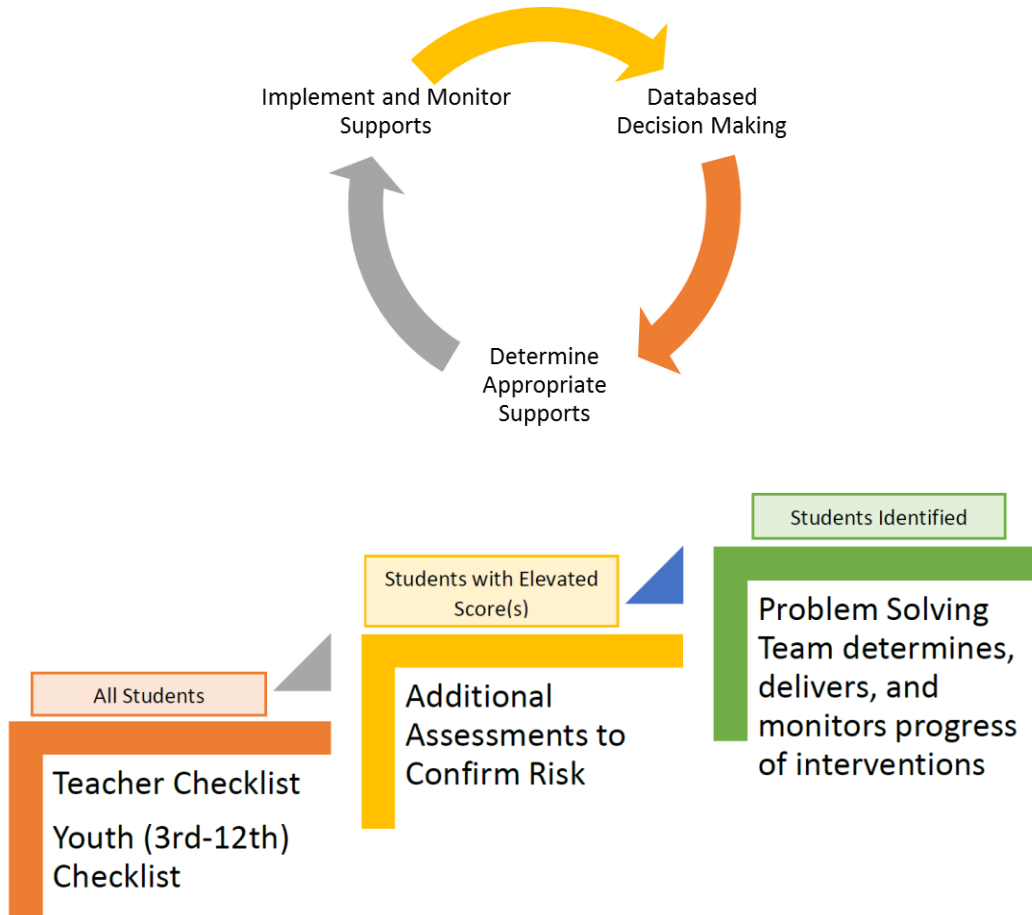 Implement and Monitor
Supports
Databased
Decision Making
Determine
Appropriate
Supports
All Students
Teacher Checklist
Youth (3rd-12th)
Checklist
Students with Elevated
Score(s)
Additional
Assessments to
Confirm Risk
Students Identified
Problem Solving
Team determines,
delivers, and
monitors progress
of interventions